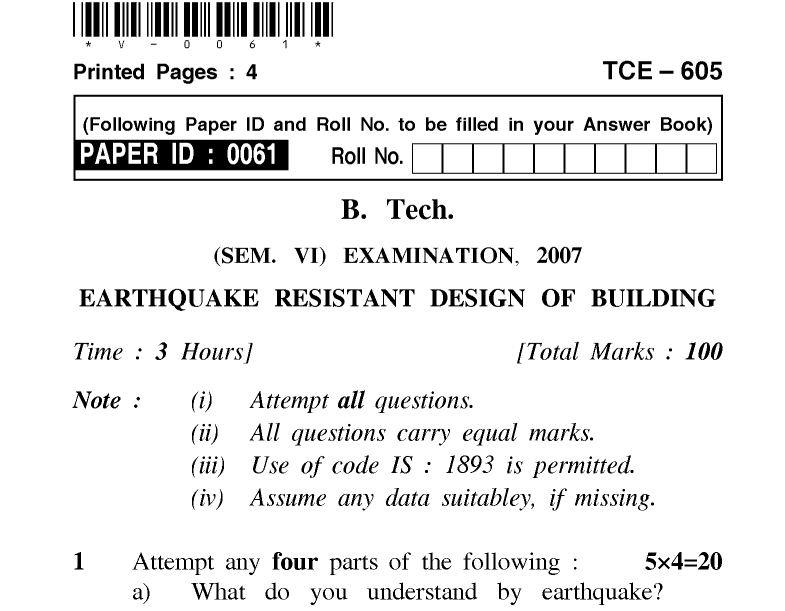 * V - 0 0 6 1 *
Printed Pages : 4 TCE – 605
(Following Paper ID and Roll No. to be filled in your Answer Book)
PAPER ID : 0061 Roll No.
B. Tech.
(SEM. VI) EXAMINATION, 2007
EARTHQUAKE RESISTANT DESIGN OF BUILDING
Time : 3 Hours] [Total Marks : 100
Note : (i) Attempt all questions.
(ii) All questions carry equal marks.
(iii) Use of code IS : 1893 is permitted.
(iv) Assume any data suitabley, if missing.
1 Attempt any four parts of the following : 5×4=20
a) What do you understand by earthquake?